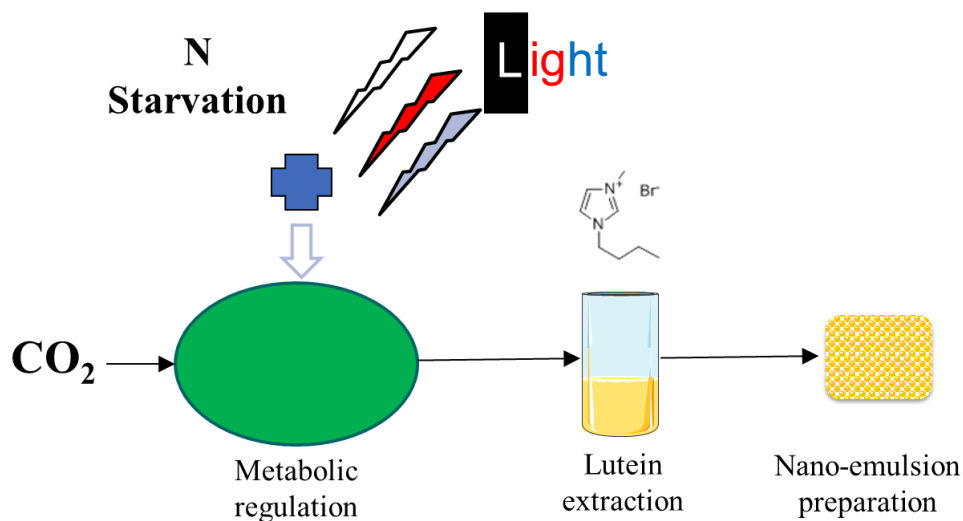 N
Starvation
Light
N
+
N
Br-
CO₂
Metabolic
regulation
Lutein
extraction
Nano-emulsion
preparation